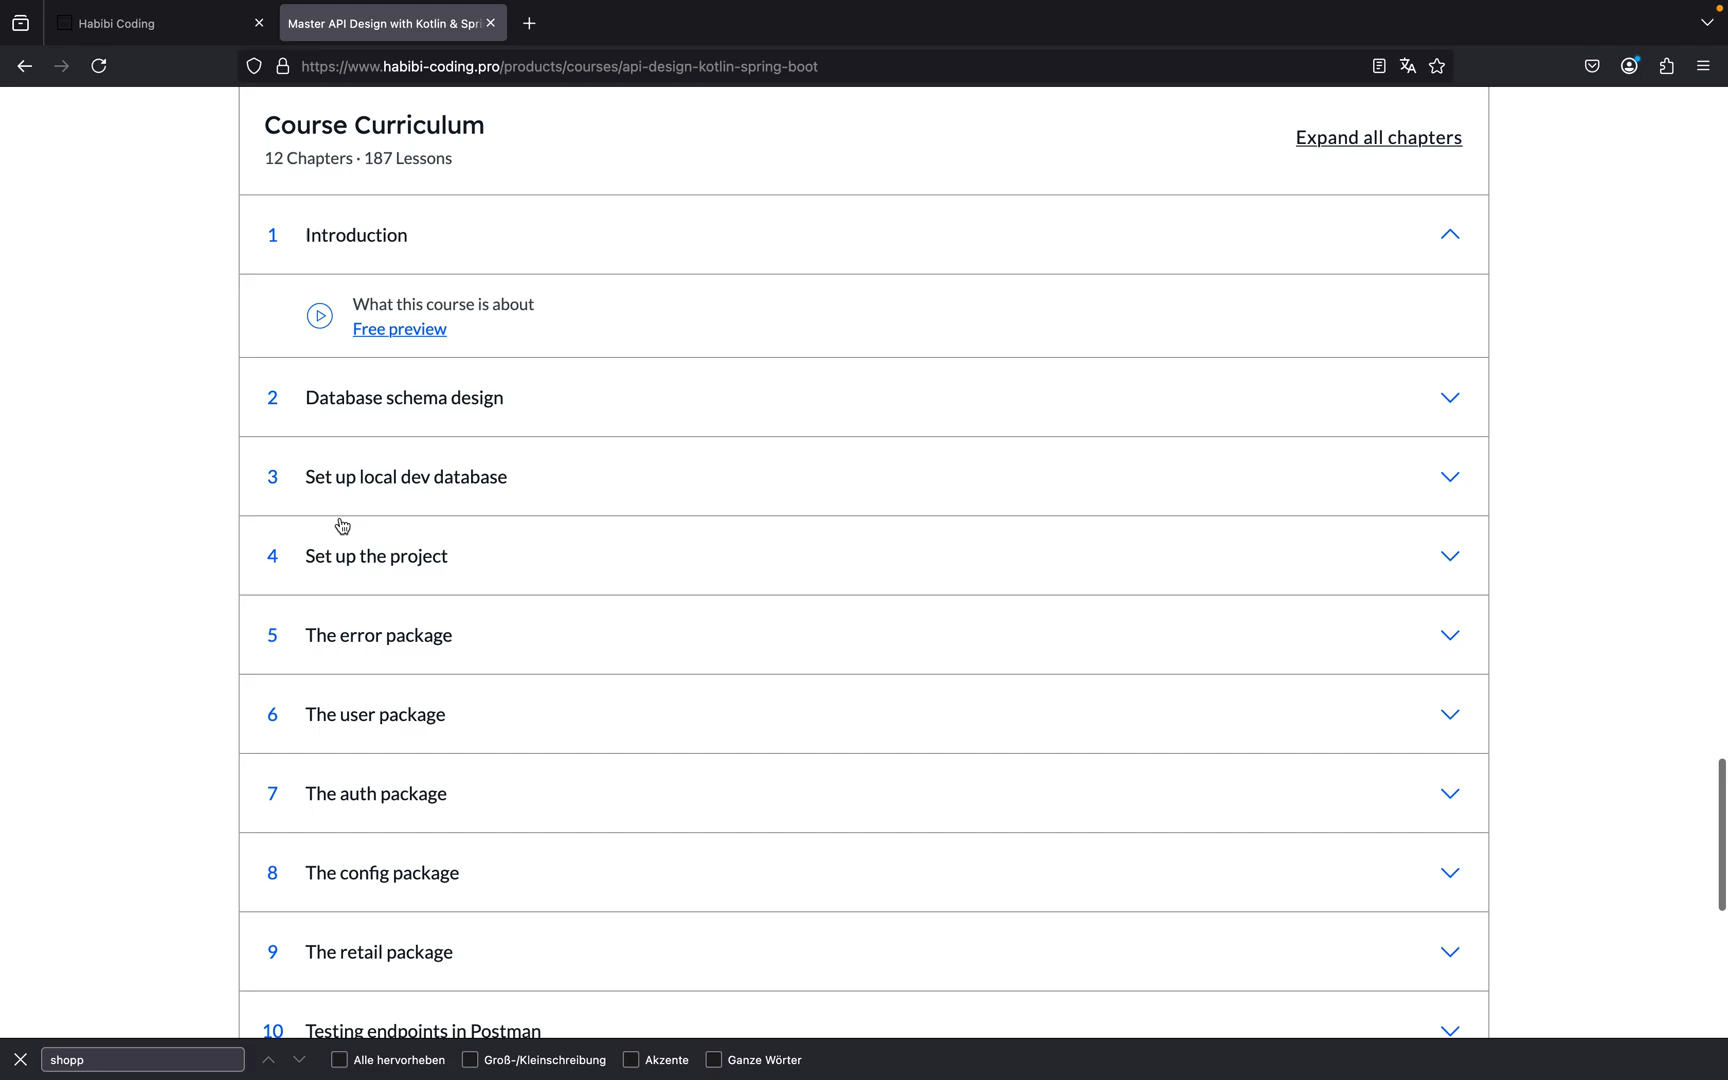 Habibi Coding
Master API Design with Kotlin & Spri
https://www.habibi-coding.pro/products/courses/api-design-kotlin-spring-boot
Course Curriculum
12 Chapters · 187 Lessons
Expand all chapters
1 Introduction
What this course is about
Free preview
2 Database schema design
3 Set up local dev database
4 Set up the project
5 The error package
6 The user package
7 The auth package
8 The config package
9 The retail package
10 Testing endpoints in Postman
shopp
Alle hervorheben
Groß-/Kleinschreibung
Akzente
Ganze Wörter